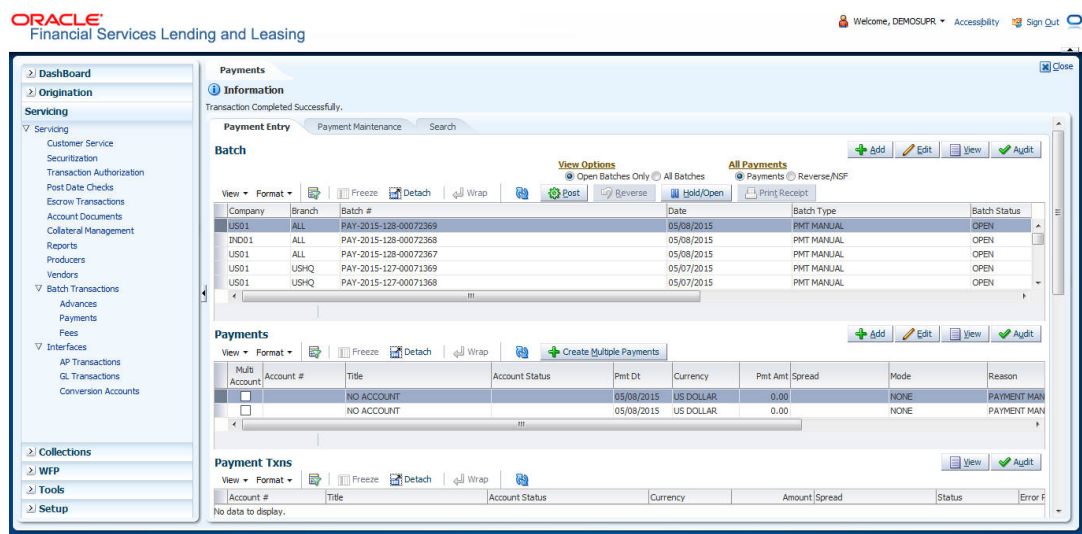 ORACLE
Financial Services Lending and Leasing
Welcome, DEMOSUPR Accessibility Sign Out
DashBoard
Origination
Servicing
Servicing
Customer Service
Securitization
Transaction Authorization
Post Date Checks
Escrow Transactions
Account Documents
Collateral Management
Reports
Producers
Vendors
Batch Transactions
Advances
Payments
Fees
Interfaces
AP Transactions
GL Transactions
Conversion Accounts
Collections
WFP
Tools
Setup
Payments
Close
Information
Transaction Completed Successfully.
Payment Entry Payment Maintenance Search
Batch
Add Edit View Audit
View Options All Payments
Open Batches Only All Batches Payments Reverse/NSF
View Format Freeze Detach Wrap Post Reverse Hold/Open Print Receipt
Company Branch Batch # Date Batch Type Batch Status
US01 ALL PAY-2015-128-00072369 05/08/2015 PMT MANUAL OPEN
IND01 ALL PAY-2015-128-00072368 05/08/2015 PMT MANUAL OPEN
US01 ALL PAY-2015-128-00072367 05/08/2015 PMT MANUAL OPEN
US01 USHQ PAY-2015-127-00071369 05/07/2015 PMT MANUAL OPEN
US01 USHQ PAY-2015-127-00071368 05/07/2015 PMT MANUAL OPEN
Payments
Add Edit View Audit
View Format Freeze Detach Wrap Create Multiple Payments
Multi Account Account # Title Account Status Pmt Dt Currency Pmt Amt Spread Mode Reason
NO ACCOUNT 05/08/2015 US DOLLAR 0.00 NONE PAYMENT MAN
NO ACCOUNT 05/08/2015 US DOLLAR 0.00 NONE PAYMENT MAN
Payment Txns
View Audit
View Format Freeze Detach Wrap
Account # Title Account Status Currency Amount Spread Status Error
No data to display.